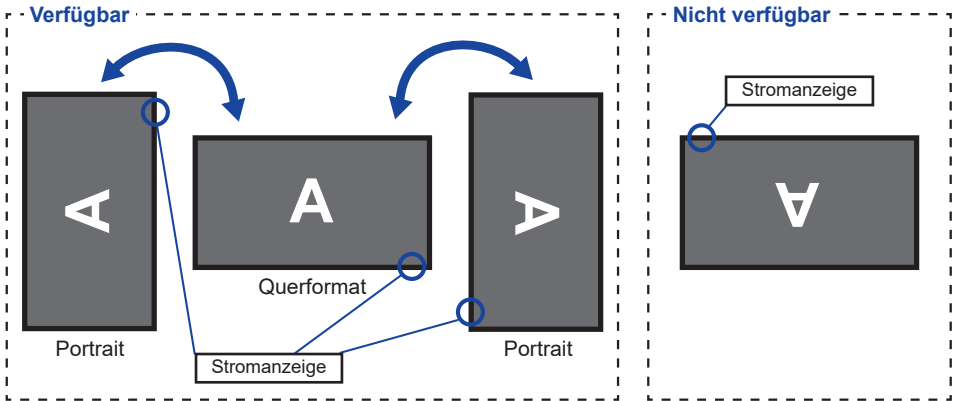 Verfügbar
Nicht verfügbar
Stromanzeige
A
A
A
A
Querformat
Portrait
Portrait
Stromanzeige